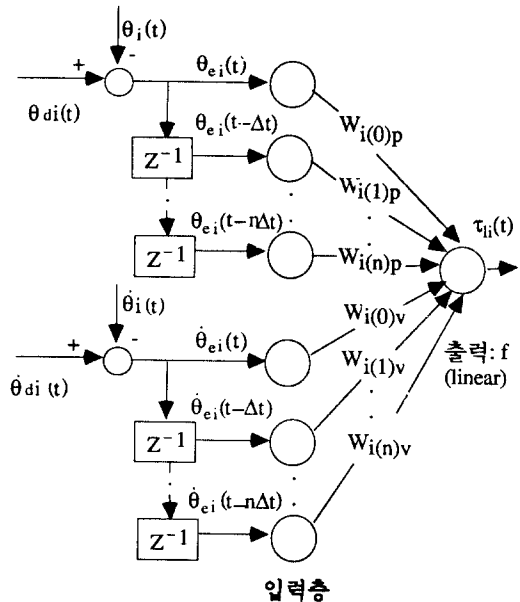 θi(t)
-
+
θei(t)
θdi(t)
Wi(0)p
θei(t-Δt)
z⁻¹
Wi(1)p
θei(t-nΔt)
τli(t)
z⁻¹
Wi(n)p
θ̇i(t)
-
+
θ̇ei(t)
Wi(0)v
θ̇di(t)
출력: f
(linear)
Wi(1)v
θ̇ei(t-Δt)
z⁻¹
Wi(n)v
θ̇ei(t-nΔt)
z⁻¹
입력층